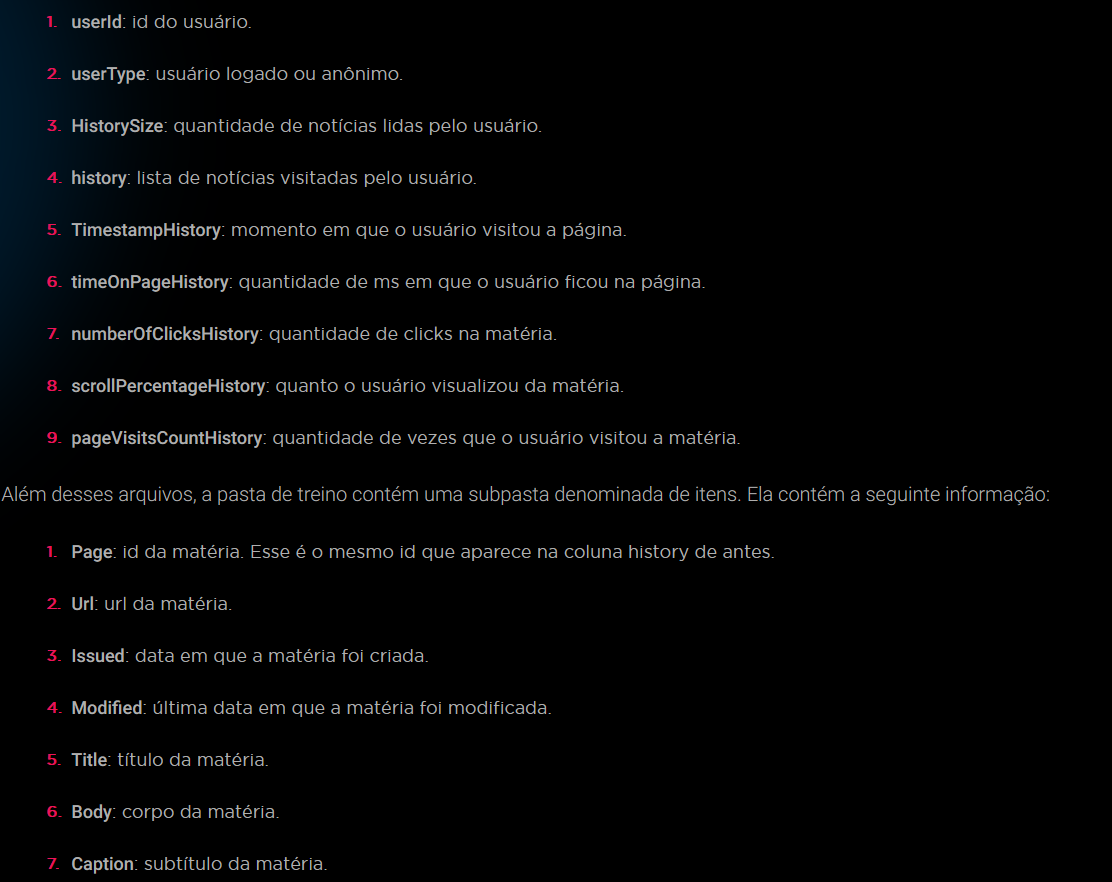 1. userId: id do usuário.
2. userType: usuário logado ou anônimo.
3. HistorySize: quantidade de notícias lidas pelo usuário.
4. history: lista de notícias visitadas pelo usuário.
5. TimestampHistory: momento em que o usuário visitou a página.
6. timeOnPageHistory: quantidade de ms em que o usuário ficou na página.
7. numberOfClicksHistory: quantidade de clicks na matéria.
8. scrollPercentageHistory: quanto o usuário visualizou da matéria.
9. pageVisitsCountHistory: quantidade de vezes que o usuário visitou a matéria.
Além desses arquivos, a pasta de treino contém uma subpasta denominada de itens. Ela contém a seguinte informação:
1. Page: id da matéria. Esse é o mesmo id que aparece na coluna history de antes.
2. Url: url da matéria.
3. Issued: data em que a matéria foi criada.
4. Modified: última data em que a matéria foi modificada.
5. Title: título da matéria.
6. Body: corpo da matéria.
7. Caption: subtítulo da matéria.